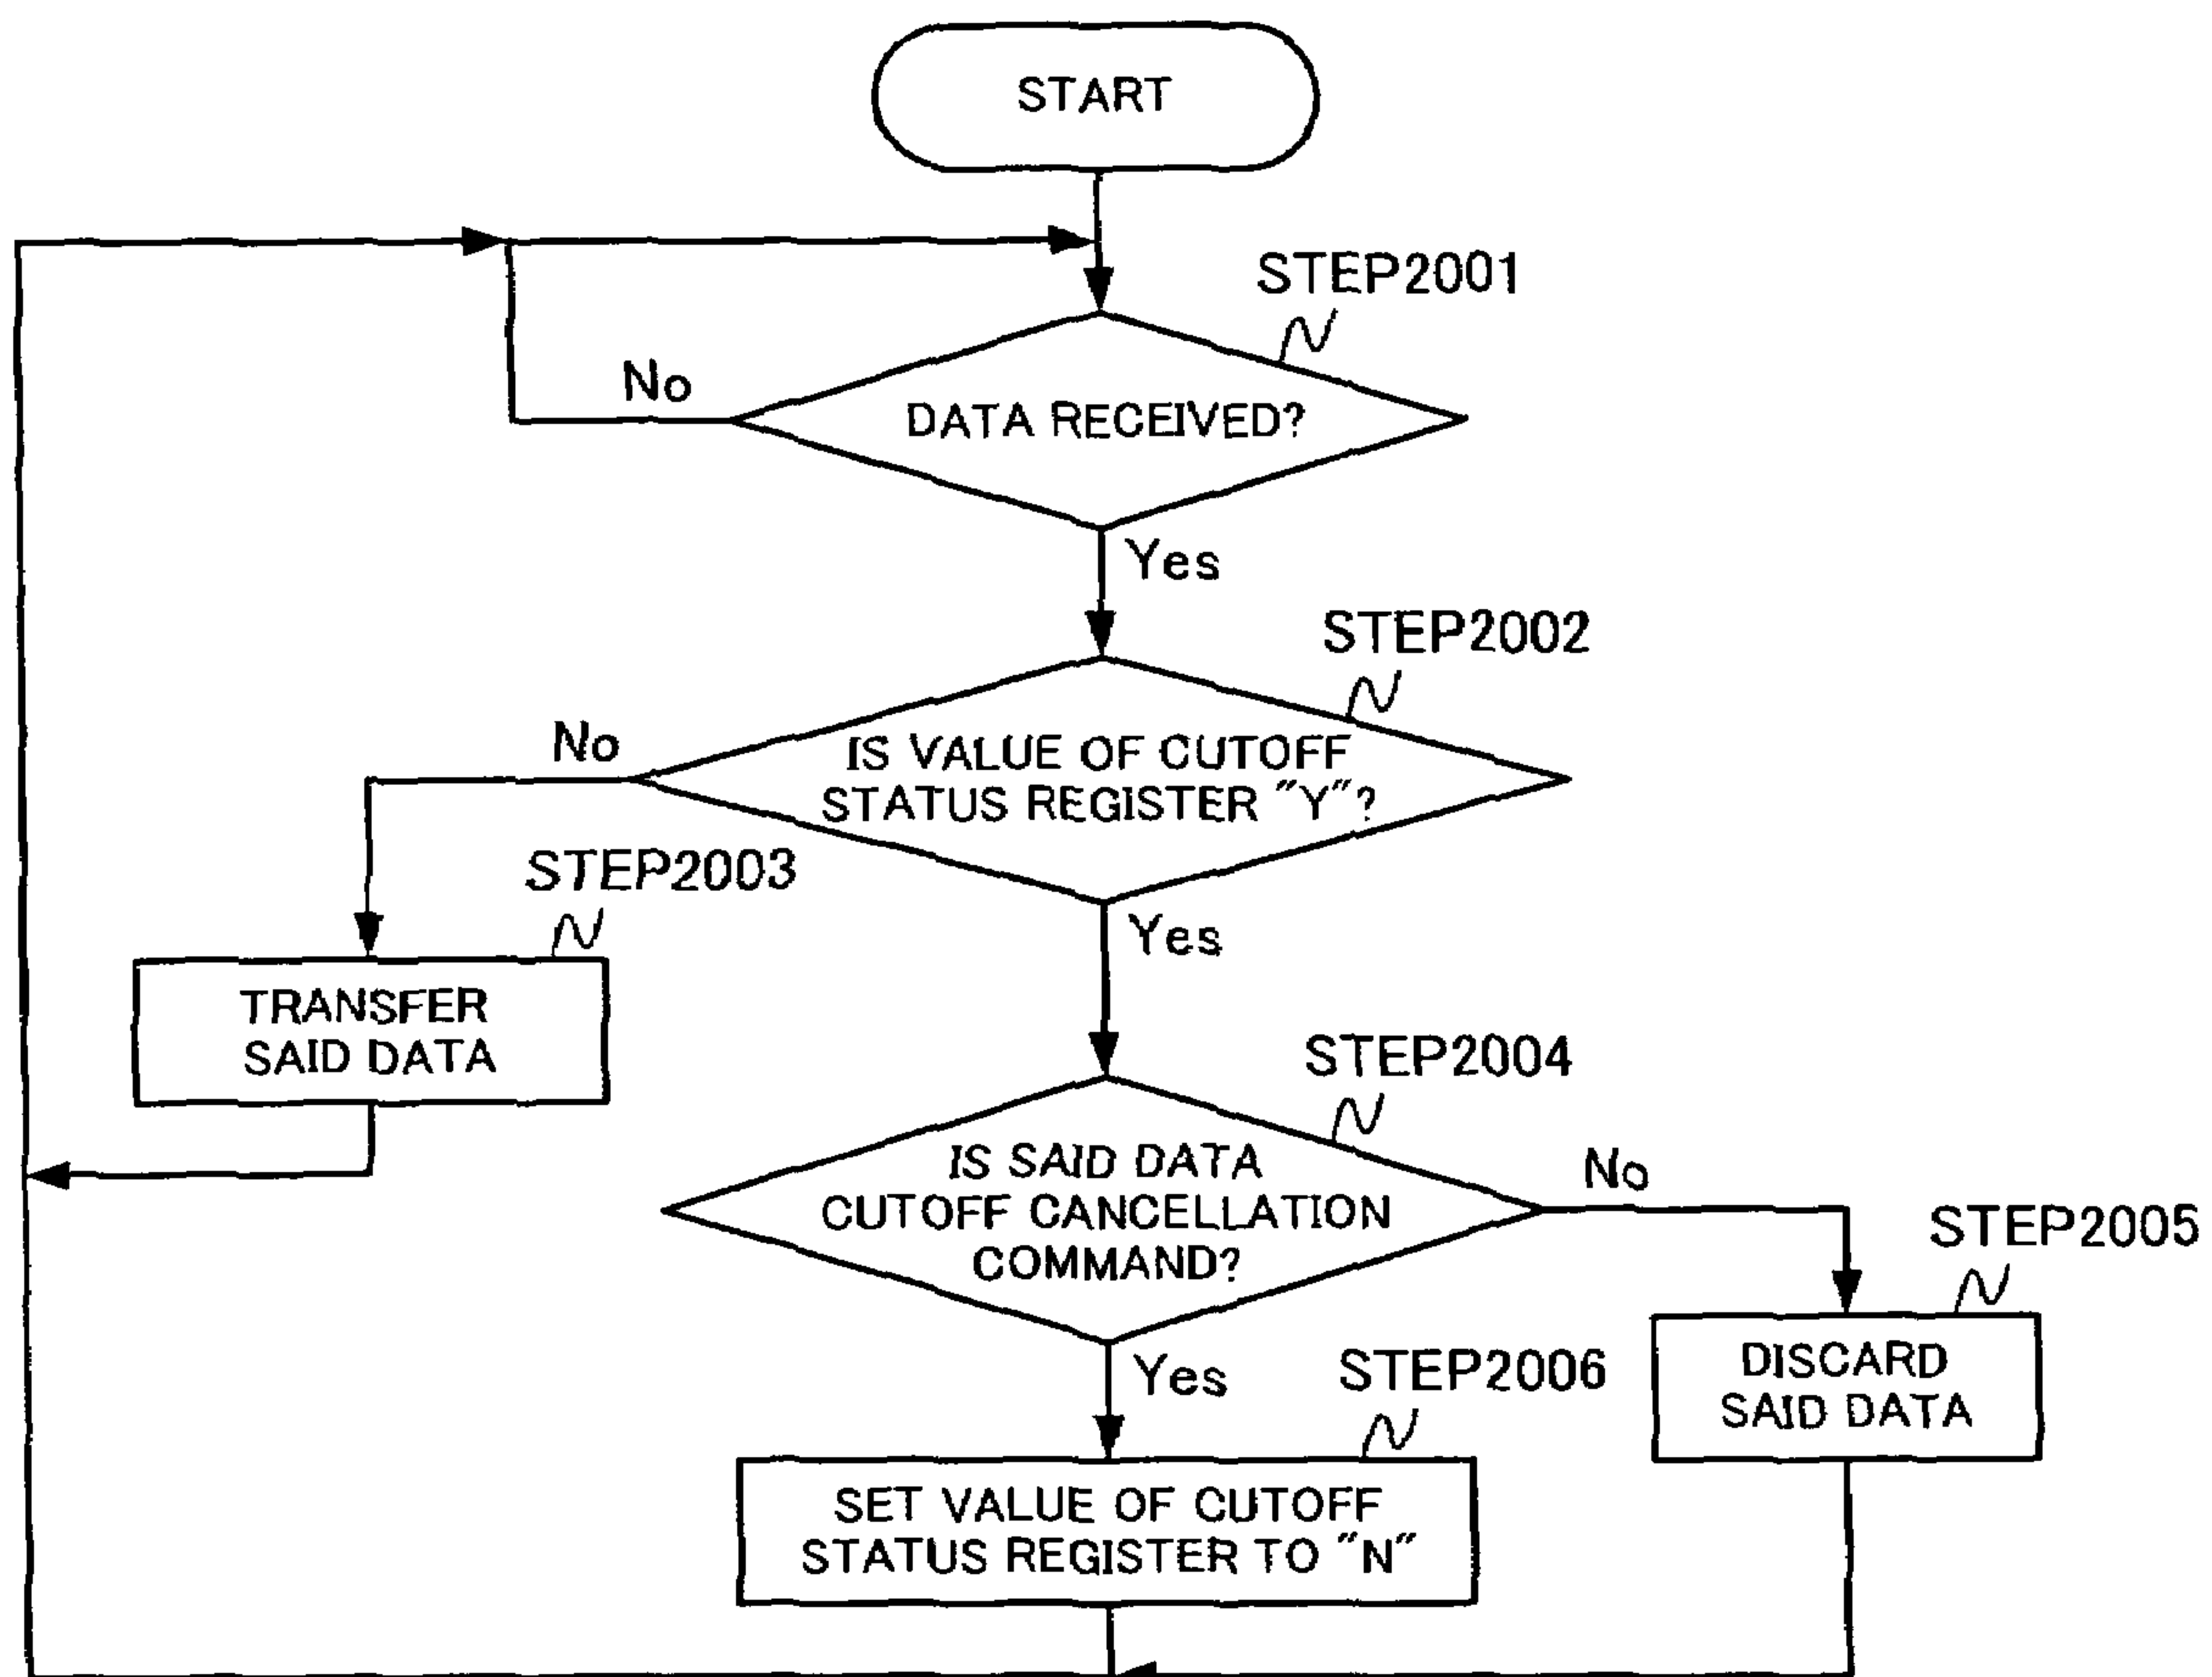 START
STEP2001
No
DATA RECEIVED?
Yes
STEP2002
No
IS VALUE OF CUTOFF
STATUS REGISTER "Y"?
STEP2003
Yes
TRANSFER
SAID DATA
STEP2004
IS SAID DATA
CUTOFF CANCELLATION
COMMAND?
No
STEP2005
Yes
STEP2006
DISCARD
SAID DATA
SET VALUE OF CUTOFF
STATUS REGISTER TO "N"